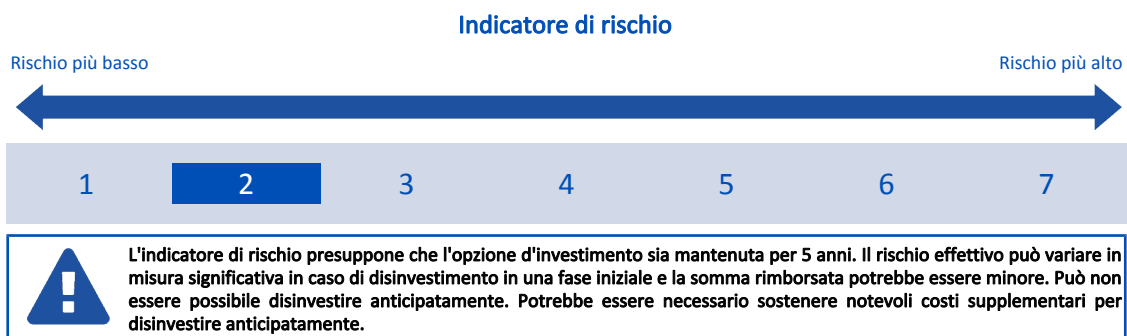 Indicatore di rischio
Rischio più basso Rischio più alto
1 2 3 4 5 6 7
L'indicatore di rischio presuppone che l'opzione d'investimento sia mantenuta per 5 anni. Il rischio effettivo può variare in
misura significativa in caso di disinvestimento in una fase iniziale e la somma rimborsata potrebbe essere minore. Può non
essere possibile disinvestire anticipatamente. Potrebbe essere necessario sostenere notevoli costi supplementari per
disinvestire anticipatamente.